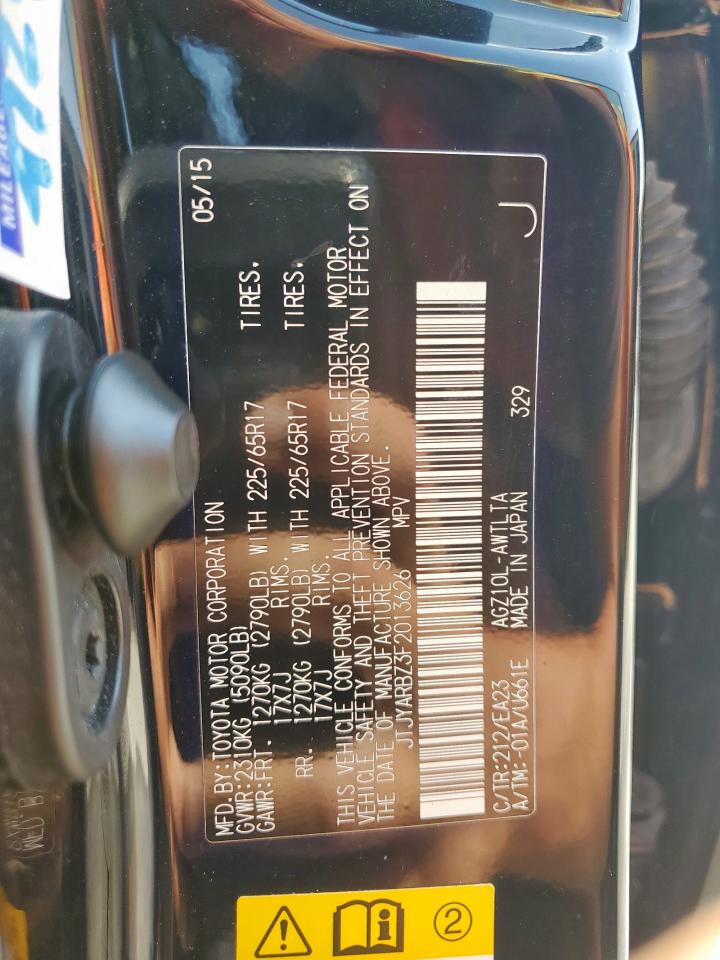 MFD.BY:TOYOTA MOTOR CORPORATION 05/15
GVWR:2310KG (5090LB)
GAWR:FRT. 1270KG (2790LB) WITH 225/65R17 TIRES.
17X7J RIMS.
RR. 1270KG (2790LB) WITH 225/65R17 TIRES.
17X7J RIMS.
THIS VEHICLE CONFORMS TO ALL APPLICABLE FEDERAL MOTOR
VEHICLE SAFETY AND THEFT PREVENTION STANDARDS IN EFFECT ON
THE DATE OF MANUFACTURE SHOWN ABOVE.
JTJYARBZ3F2013626 MPV
C/TR:212/EA23 AGZ10L-AWTLTA 329 J
A/TM:-01A/U661E MADE IN JAPAN
2